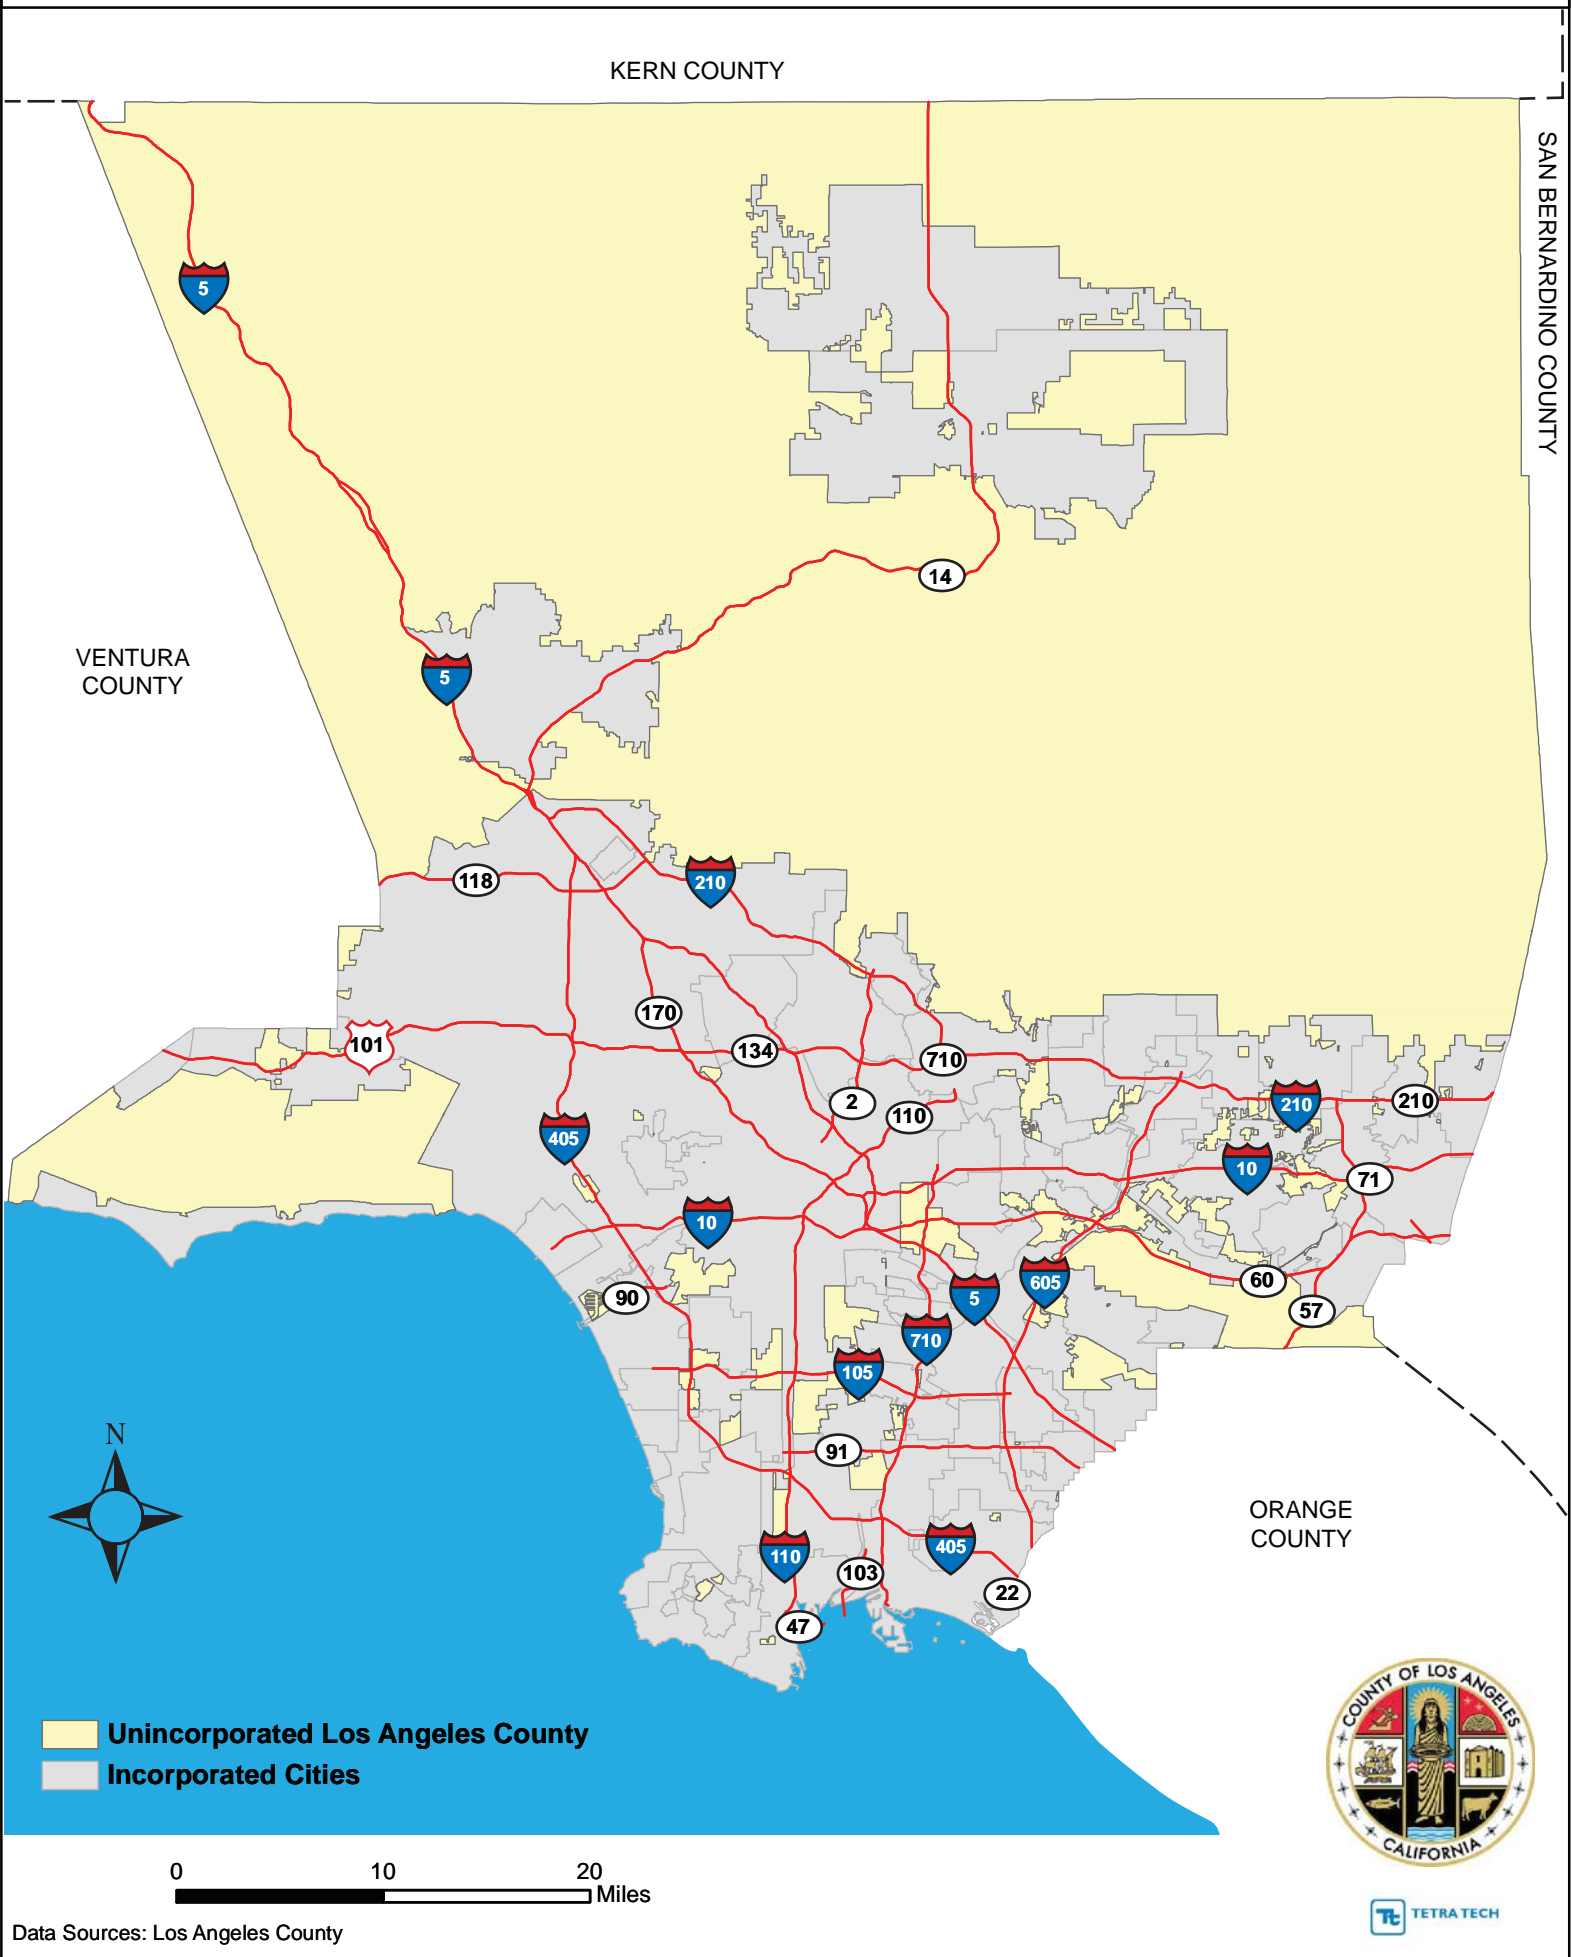 KERN COUNTY
SAN BERNARDINO COUNTY
5
14
VENTURA
COUNTY
5
118
210
170
101
134
710
2
110
210
210
405
10
71
10
60
605
90
5
57
710
105
91
ORANGE
COUNTY
N
405
110
103
22
47
COUNTY OF LOS ANGELES
CALIFORNIA
Unincorporated Los Angeles County
Incorporated Cities
0 10 20
Miles
Tt TETRA TECH
Data Sources: Los Angeles County